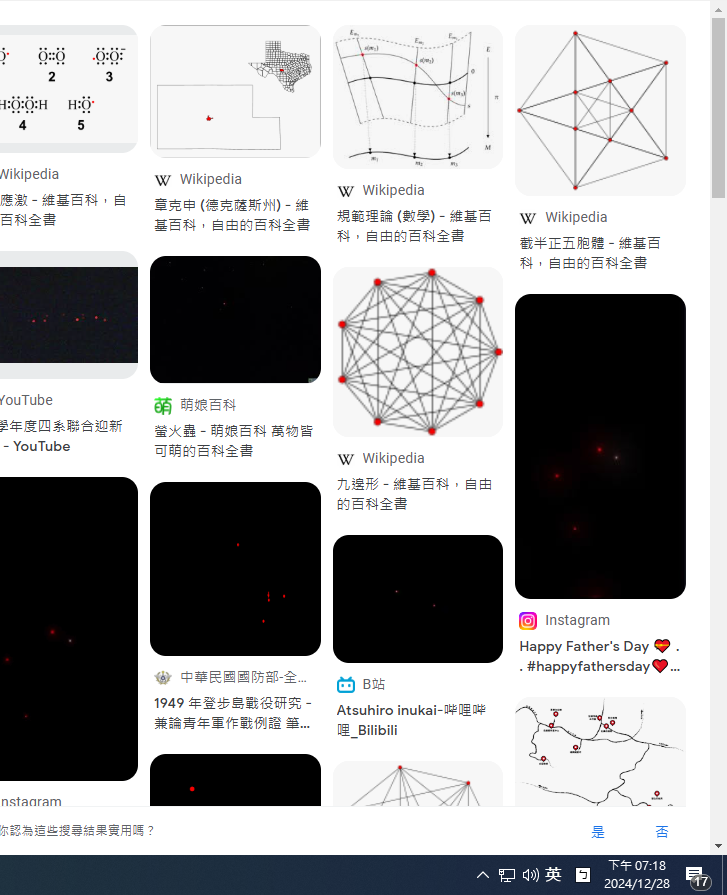 2
3
4
5
Wikipedia
應激 - 維基百科，自
百科全書
YouTube
學年度四系聯合迎新
- YouTube
Instagram
Wikipedia
章克申 (德克薩斯州) - 維
基百科，自由的百科全書
萌娘百科
螢火蟲 - 萌娘百科 萬物皆
可萌的百科全書
中華民國國防部-全...
1949 年登步島戰役研究 -
兼論青年軍作戰例證 筆...
Wikipedia
規範理論 (數學) - 維基百
科，自由的百科全書
Wikipedia
九邊形 - 維基百科，自由
的百科全書
B站
Atsuhiro inukai-哔哩哔
哩_Bilibili
Wikipedia
截半正五胞體 - 維基百
科，自由的百科全書
Instagram
Happy Father's Day ❤️ .
. #happyfathersday❤️ ...
你認為這些搜尋結果實用嗎？
是
否
英
下午 07:18
2024/12/28
17